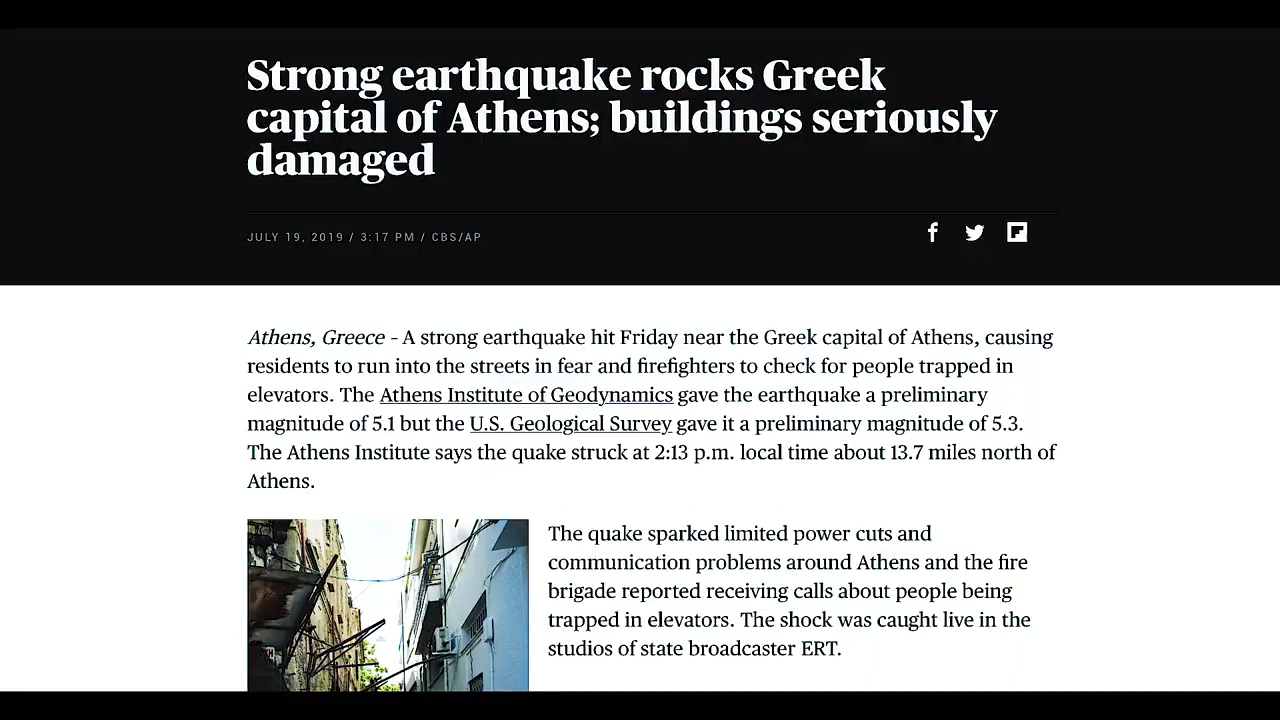 Strong earthquake rocks Greek
capital of Athens; buildings seriously
damaged
JULY 19, 2019 / 3:17 PM / CBS/AP
Athens, Greece – A strong earthquake hit Friday near the Greek capital of Athens, causing
residents to run into the streets in fear and firefighters to check for people trapped in
elevators. The Athens Institute of Geodynamics gave the earthquake a preliminary
magnitude of 5.1 but the U.S. Geological Survey gave it a preliminary magnitude of 5.3.
The Athens Institute says the quake struck at 2:13 p.m. local time about 13.7 miles north of
Athens.
The quake sparked limited power cuts and
communication problems around Athens and the fire
brigade reported receiving calls about people being
trapped in elevators. The shock was caught live in the
studios of state broadcaster ERT.